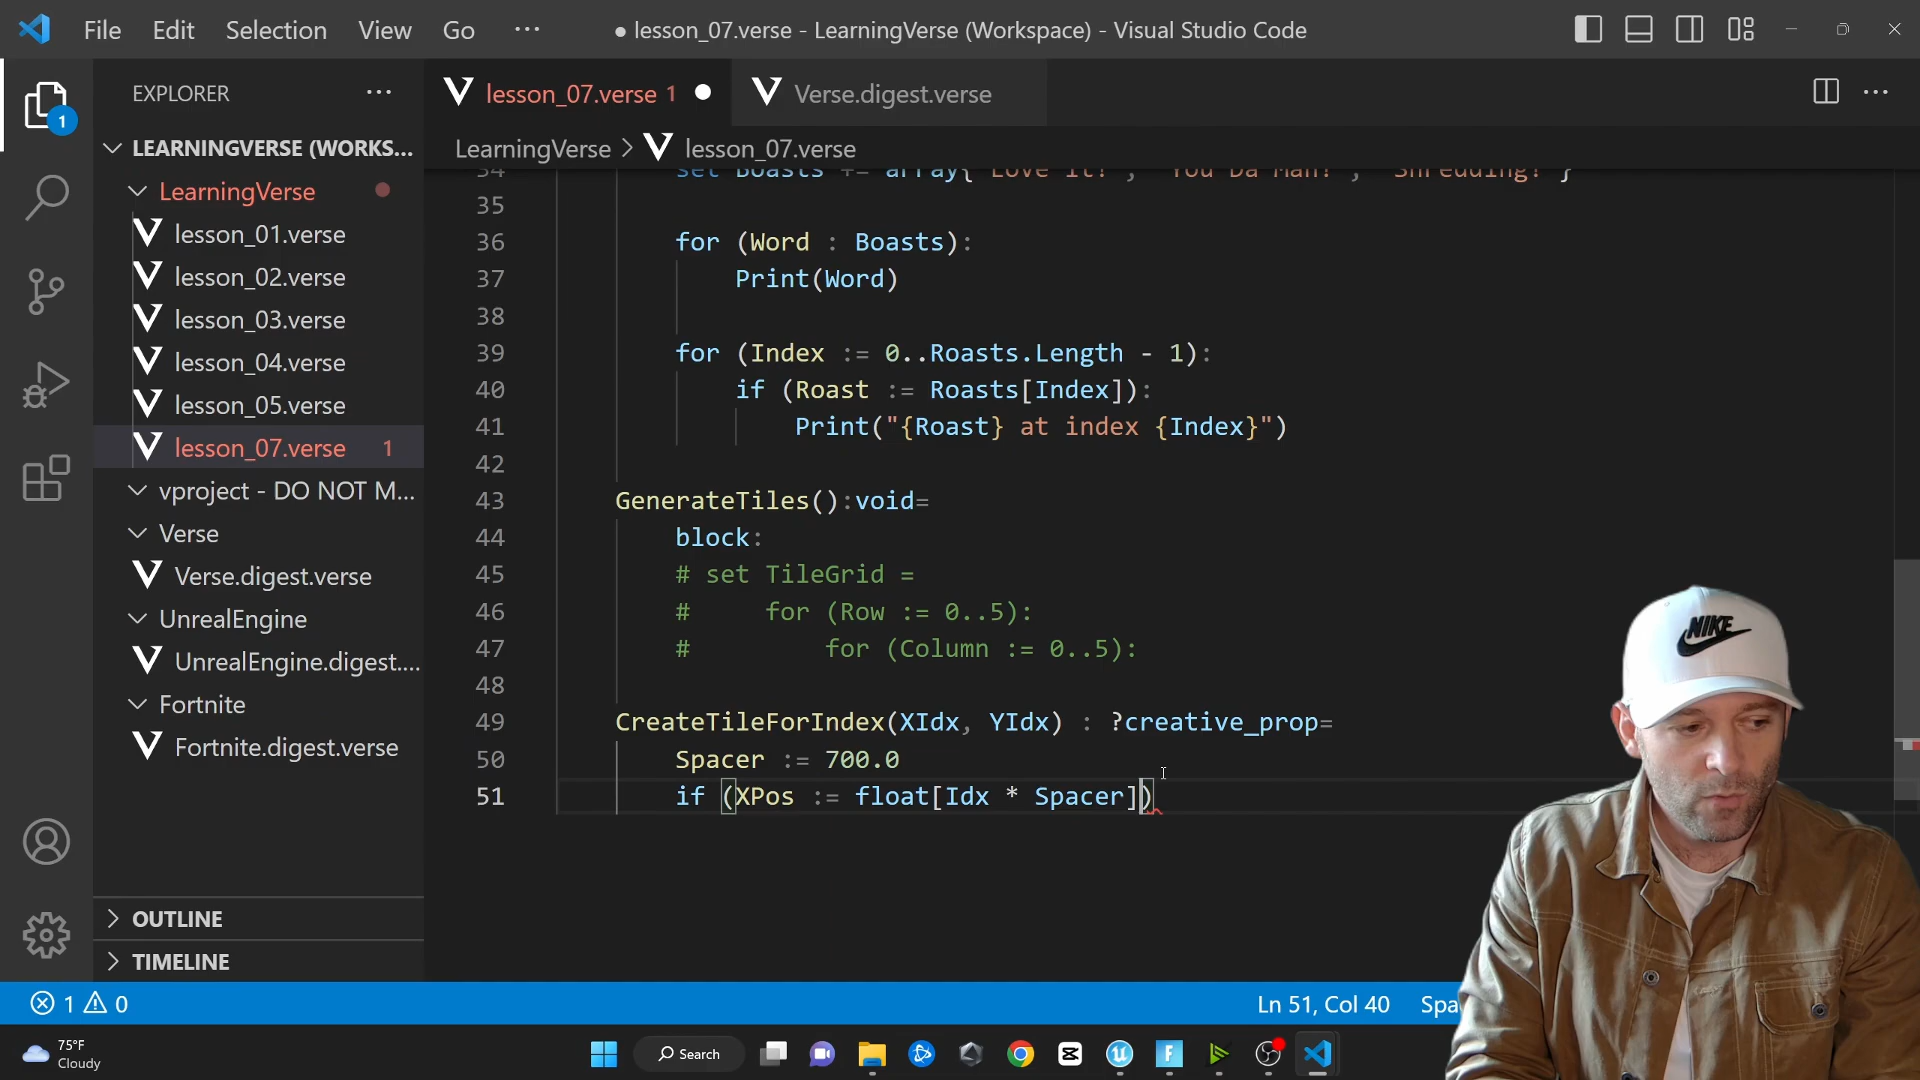 File Edit Selection View Go ··· ● lesson_07.verse - LearningVerse (Workspace) - Visual Studio Code
EXPLORER ···
lesson_07.verse 1 ● Verse.digest.verse ···
LearningVerse > lesson_07.verse
1
LEARNINGVERSE (WORKS...
LearningVerse
lesson_01.verse
lesson_02.verse
lesson_03.verse
lesson_04.verse
lesson_05.verse
lesson_07.verse 1
vproject - DO NOT M...
Verse
Verse.digest.verse
UnrealEngine
UnrealEngine.digest....
Fortnite
Fortnite.digest.verse
OUTLINE
TIMELINE
34 set Boasts += array{"Love It!", "You Da Man!", "Shredding!"}
35
36 for (Word : Boasts):
37 Print(Word)
38
39 for (Index := 0..Roasts.Length - 1):
40 if (Roast := Roasts[Index]):
41 Print("{Roast} at index {Index}")
42
43 GenerateTiles():void=
44 block:
45 # set TileGrid =
46 # for (Row := 0..5):
47 # for (Column := 0..5):
48
49 CreateTileForIndex(XIdx, YIdx) : ?creative_prop=
50 Spacer := 700.0
51 if (XPos := float[Idx * Spacer])
NIKE
1 0 Ln 51, Col 40 Spa
75°F
Cloudy
Search